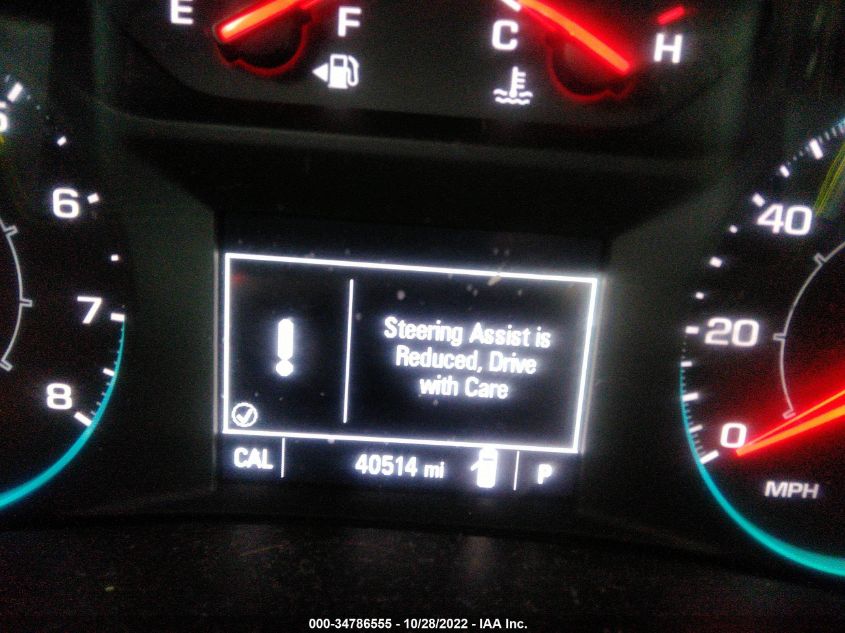 E F C H
5
6
7
8
40
20
0
MPH
Steering Assist is
Reduced, Drive
with Care
CAL 40514 mi P
000-34786555 - 10/28/2022 - IAA Inc.